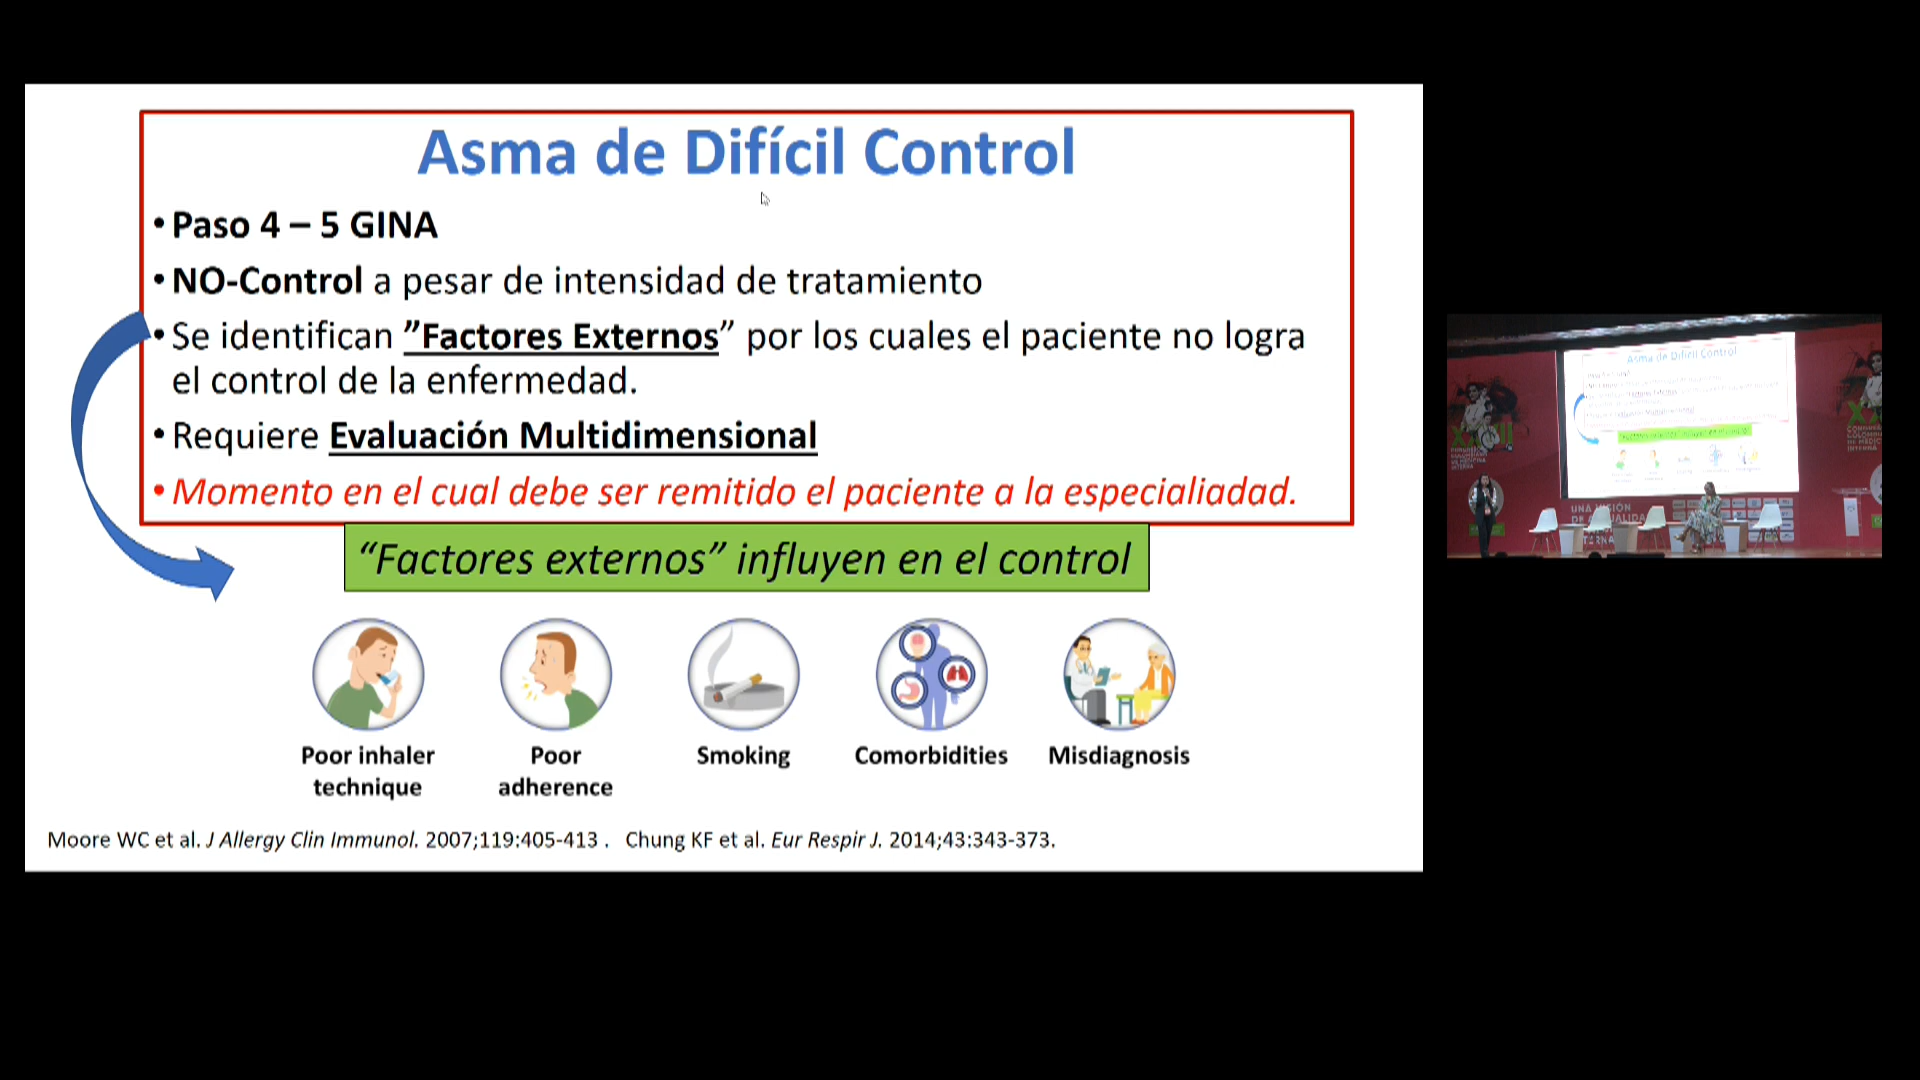 Asma de Difícil Control
• Paso 4 – 5 GINA
• NO-Control a pesar de intensidad de tratamiento
• Se identifican ”Factores Externos” por los cuales el paciente no logra
el control de la enfermedad.
• Requiere Evaluación Multidimensional
• Momento en el cual debe ser remitido el paciente a la especialiadad.
“Factores externos” influyen en el control
Poor inhaler
technique
Poor
adherence
Smoking
Comorbidities
Misdiagnosis
Moore WC et al. J Allergy Clin Immunol. 2007;119:405-413 . Chung KF et al. Eur Respir J. 2014;43:343-373.
Asma de Difícil Control